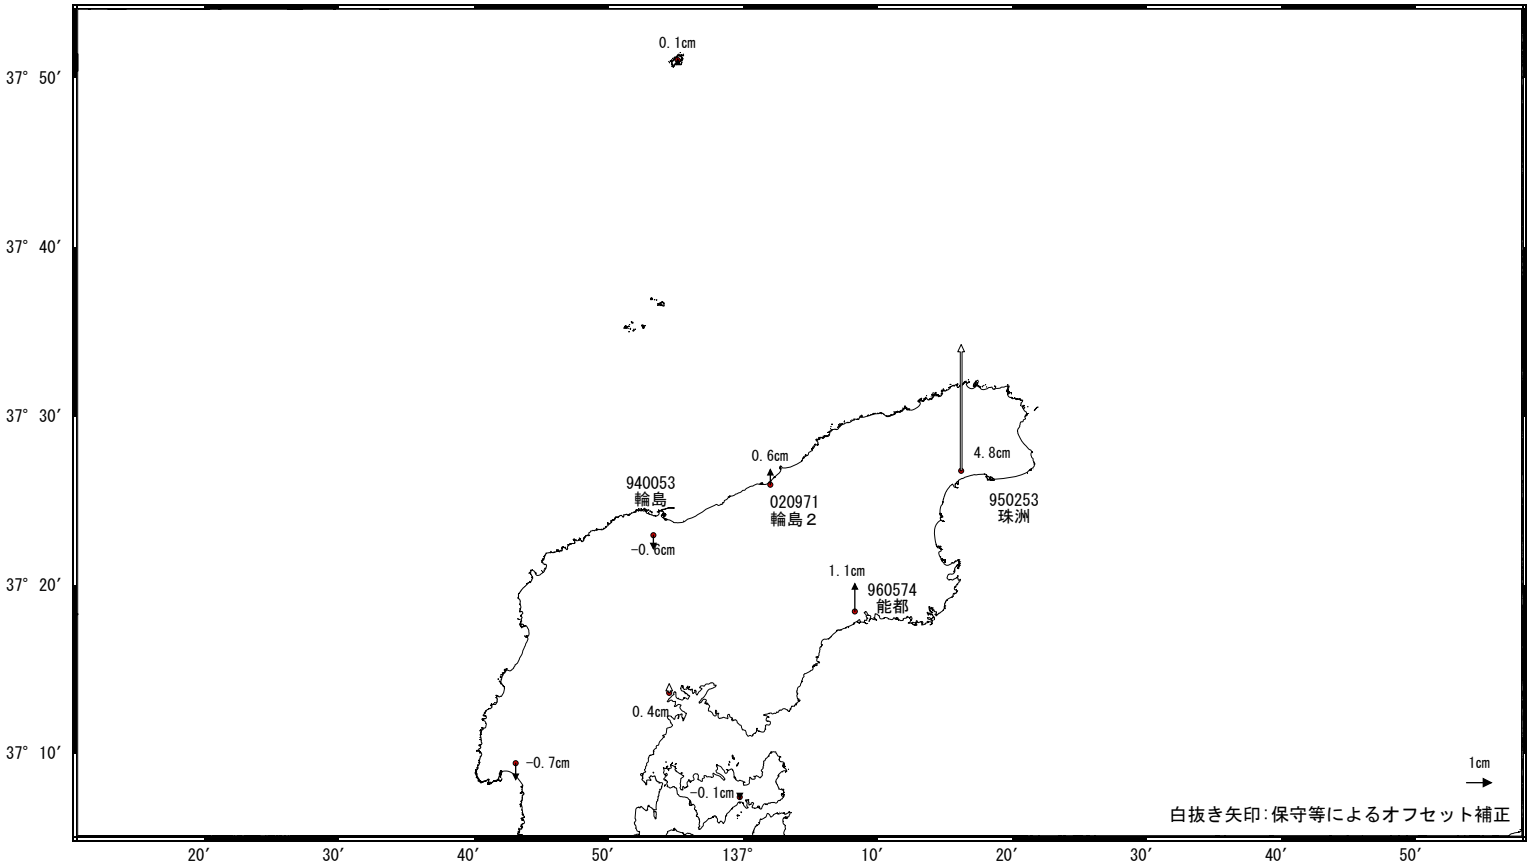 0.1cm
37° 50′
37° 40′
37° 30′
0.6cm
4.8cm
940053
輪島
020971
輪島２
950253
珠洲
-0.6cm
37° 20′
1.1cm
960574
能都
0.4cm
37° 10′
-0.7cm
1cm
-0.1cm
白抜き矢印:保守等によるオフセット補正
20′
30′
40′
50′
137°
10′
20′
30′
40′
50′